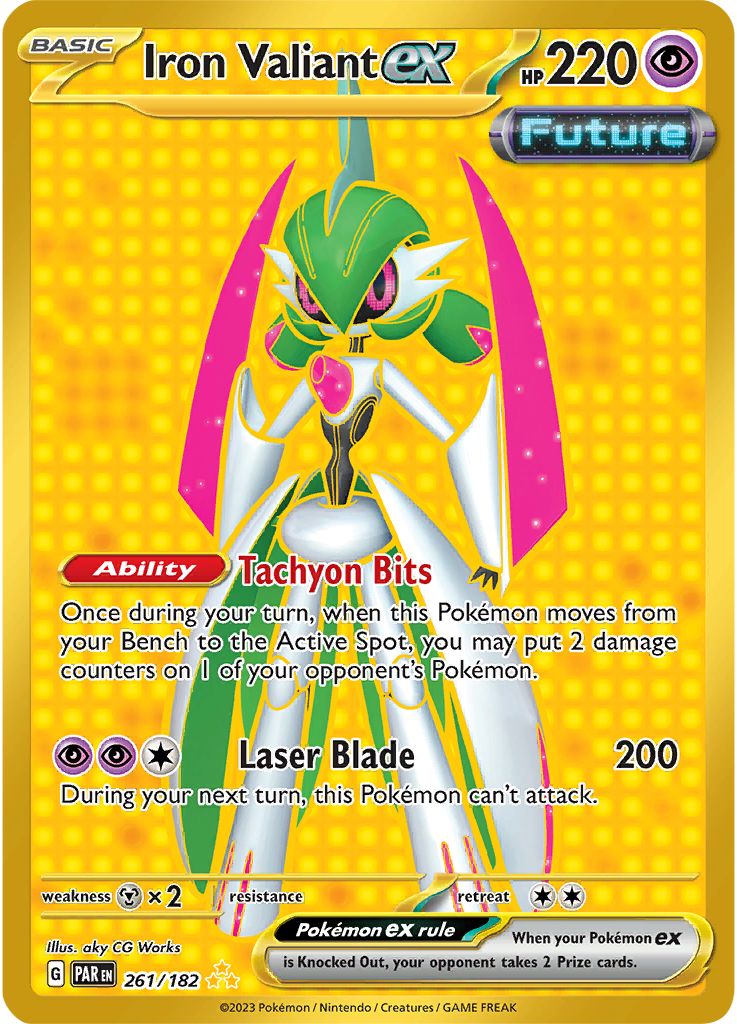 BASIC Iron Valiant ex HP 220
Future
Ability Tachyon Bits
Once during your turn, when this Pokémon moves from
your Bench to the Active Spot, you may put 2 damage
counters on 1 of your opponent's Pokémon.
Laser Blade 200
During your next turn, this Pokémon can't attack.
weakness ×2 resistance retreat
Illus. aky CG Works
Pokémon ex rule When your Pokémon ex
is Knocked Out, your opponent takes 2 Prize cards.
G PAR EN 261/182
©2023 Pokémon / Nintendo / Creatures / GAME FREAK